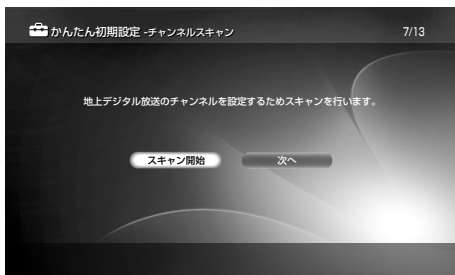 かんたん初期設定 -チャンネルスキャン 7/13
地上デジタル放送のチャンネルを設定するためスキャンを行います。
スキャン開始 次へ